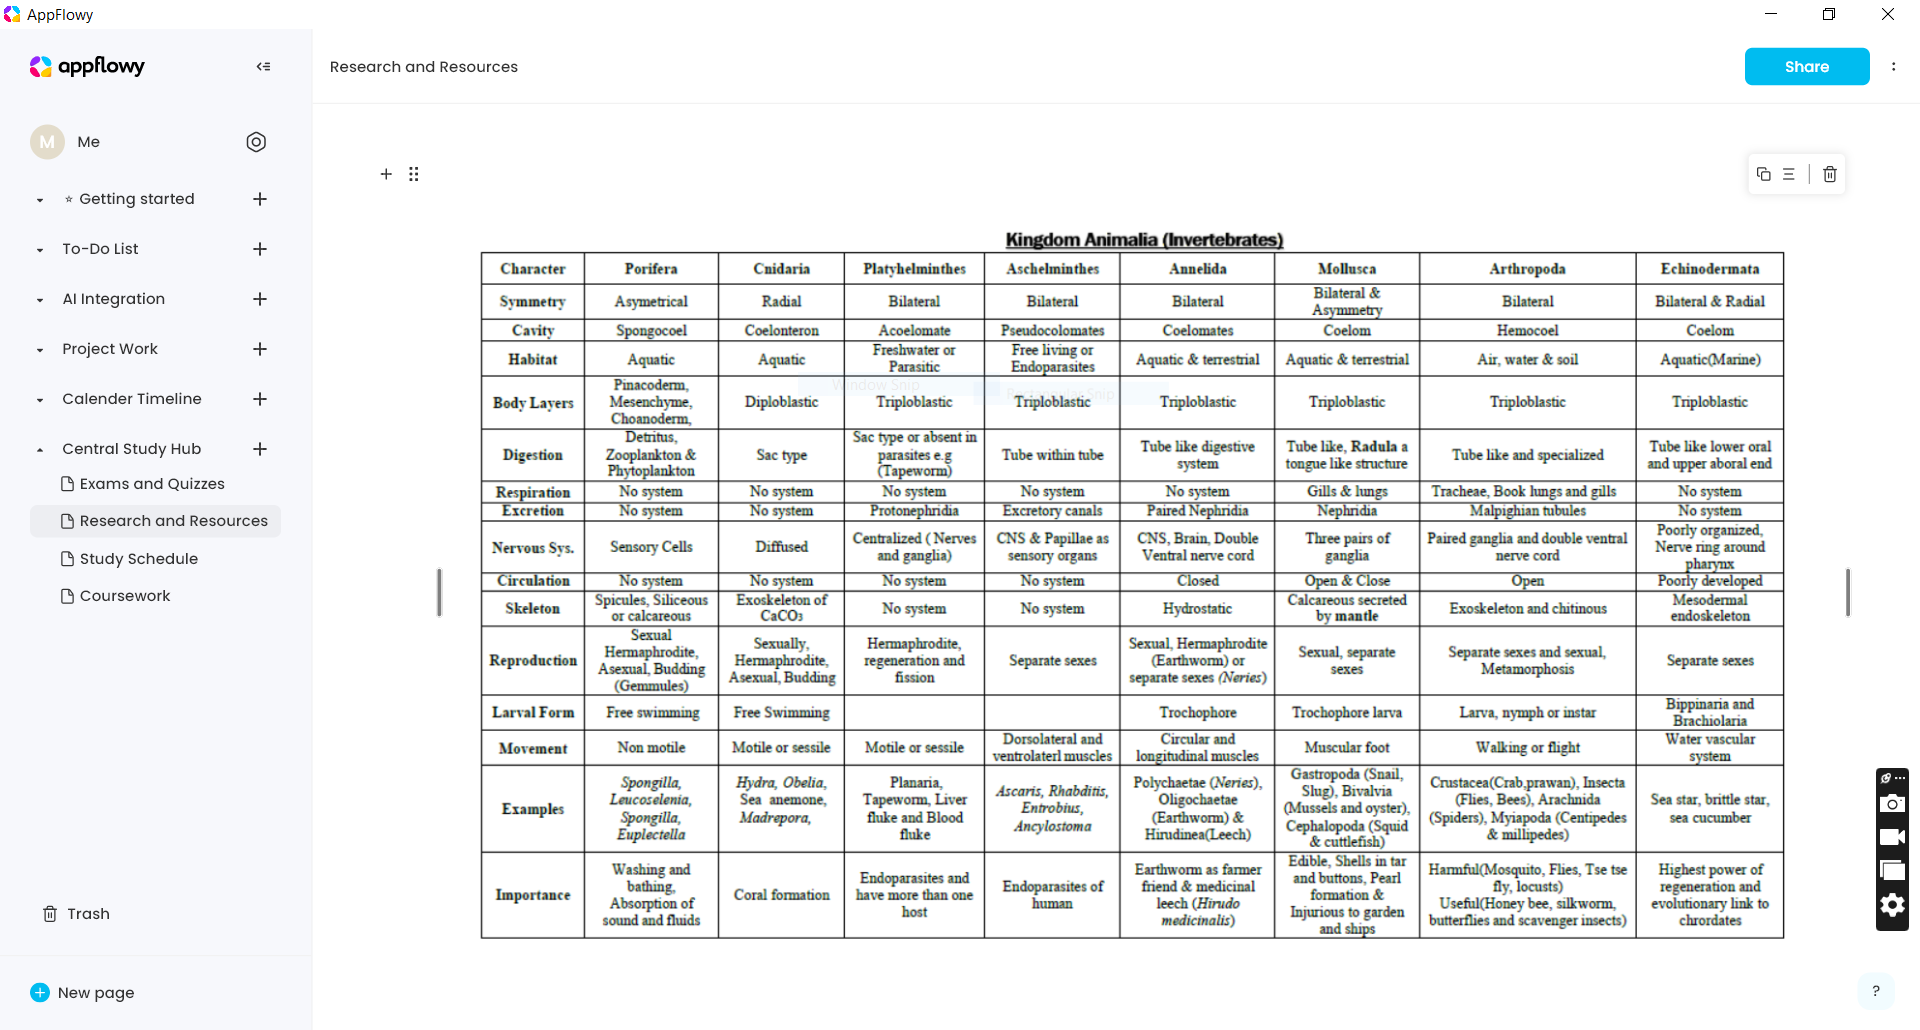 AppFlowy
appflowy
Research and Resources
Share
M
Me
Getting started
To-Do List
AI Integration
Project Work
Calender Timeline
Central Study Hub
Exams and Quizzes
Research and Resources
Study Schedule
Coursework
Trash
New page
Kingdom Animalia (Invertebrates)
Character Porifera Cnidaria Platyhelminthes Aschelminthes Annelida Mollusca Arthropoda Echinodermata
Symmetry Asymetrical Radial Bilateral Bilateral Bilateral Bilateral & Asymmetry Bilateral Bilateral & Radial
Cavity Spongocoel Coelonteron Acoelomate Pseudocolomates Coelomates Coelom Hemocoel Coelom
Habitat Aquatic Aquatic Freshwater or Parasitic Free living or Endoparasites Aquatic & terrestrial Aquatic & terrestrial Air, water & soil Aquatic(Marine)
Window Snip
Body Layers Pinacoderm, Mesenchyme, Choanoderm, Diploblastic Triploblastic Triploblastic Triploblastic Triploblastic Triploblastic Triploblastic
Digestion Detritus, Zooplankton & Phytoplankton Sac type Sac type or absent in parasites e.g (Tapeworm) Tube within tube Tube like digestive system Tube like, Radula a tongue like structure Tube like and specialized Tube like lower oral and upper aboral end
Respiration No system No system No system No system No system Gills & lungs Tracheae, Book lungs and gills No system
Excretion No system No system Protonephridia Excretory canals Paired Nephridia Nephridia Malpighian tubules No system
Nervous Sys. Sensory Cells Diffused Centralized ( Nerves and ganglia) CNS & Papillae as sensory organs CNS, Brain, Double Ventral nerve cord Three pairs of ganglia Paired ganglia and double ventral nerve cord Poorly organized, Nerve ring around pharynx
Circulation No system No system No system No system Closed Open & Close Open Poorly developed
Skeleton Spicules, Siliceous or calcareous Exoskeleton of CaCO₃ No system No system Hydrostatic Calcareous secreted by mantle Exoskeleton and chitinous Mesodermal endoskeleton
Reproduction Sexual Hermaphrodite, Asexual, Budding (Gemmules) Sexually, Hermaphrodite, Asexual, Budding Hermaphrodite, regeneration and fission Separate sexes Sexual, Hermaphrodite (Earthworm) or separate sexes (Neries) Sexual, separate sexes Separate sexes and sexual, Metamorphosis Separate sexes
Larval Form Free swimming Free Swimming Trochophore Trochophore larva Larva, nymph or instar Bippinaria and Brachiolaria
Movement Non motile Motile or sessile Motile or sessile Dorsolateral and ventrolaterl muscles Circular and longitudinal muscles Muscular foot Walking or flight Water vascular system
Examples Spongilla, Leucoselenia, Spongilla, Euplectella Hydra, Obelia, Sea anemone, Madrepora, Planaria, Tapeworm, Liver fluke and Blood fluke Ascaris, Rhabditis, Entrobius, Ancylostoma Polychaetae (Neries), Oligochaetae (Earthworm) & Hirudinea(Leech) Gastropoda (Snail, Slug), Bivalvia (Mussels and oyster), Cephalopoda (Squid & cuttlefish) Crustacea(Crab,prawan), Insecta (Flies, Bees), Arachnida (Spiders), Myiapoda (Centipedes & millipedes) Sea star, brittle star, sea cucumber
Importance Washing and bathing, Absorption of sound and fluids Coral formation Endoparasites and have more than one host Endoparasites of human Earthworm as farmer friend & medicinal leech (Hirudo medicinalis) Edible, Shells in tar and buttons, Pearl formation & Injurious to garden and ships Harmful(Mosquito, Flies, Tse tse fly, locusts) Useful(Honey bee, silkworm, butterflies and scavenger insects) Highest power of regeneration and evolutionary link to chrordates
?